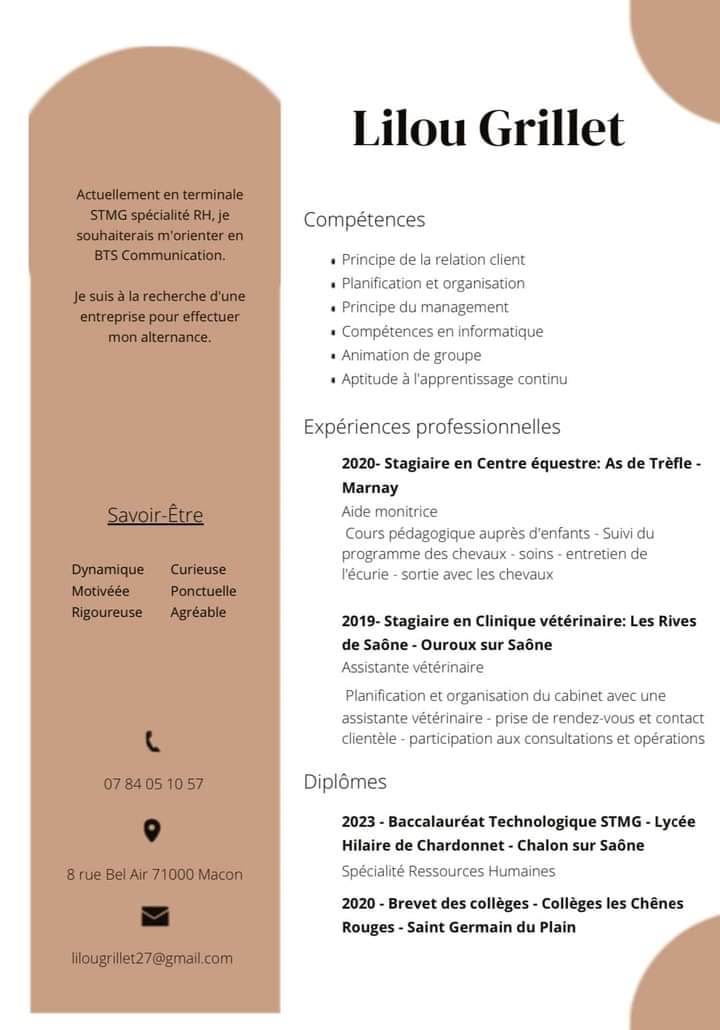 Lilou Grillet
Actuellement en terminale
STMG spécialité RH, je
souhaiterais m'orienter en
BTS Communication.
Je suis à la recherche d'une
entreprise pour effectuer
mon alternance.
Savoir-Être
Dynamique Curieuse
Motivéée Ponctuelle
Rigoureuse Agréable
07 84 05 10 57
8 rue Bel Air 71000 Macon
lilougrillet27@gmail.com
Compétences
Principe de la relation client
Planification et organisation
Principe du management
Compétences en informatique
Animation de groupe
Aptitude à l'apprentissage continu
Expériences professionnelles
2020- Stagiaire en Centre équestre: As de Trèfle -
Marnay
Aide monitrice
Cours pédagogique auprès d'enfants - Suivi du
programme des chevaux - soins - entretien de
l'écurie - sortie avec les chevaux
2019- Stagiaire en Clinique vétérinaire: Les Rives
de Saône - Ouroux sur Saône
Assistante vétérinaire
Planification et organisation du cabinet avec une
assistante vétérinaire - prise de rendez-vous et contact
clientèle - participation aux consultations et opérations
Diplômes
2023 - Baccalauréat Technologique STMG - Lycée
Hilaire de Chardonnet - Chalon sur Saône
Spécialité Ressources Humaines
2020 - Brevet des collèges - Collèges les Chênes
Rouges - Saint Germain du Plain